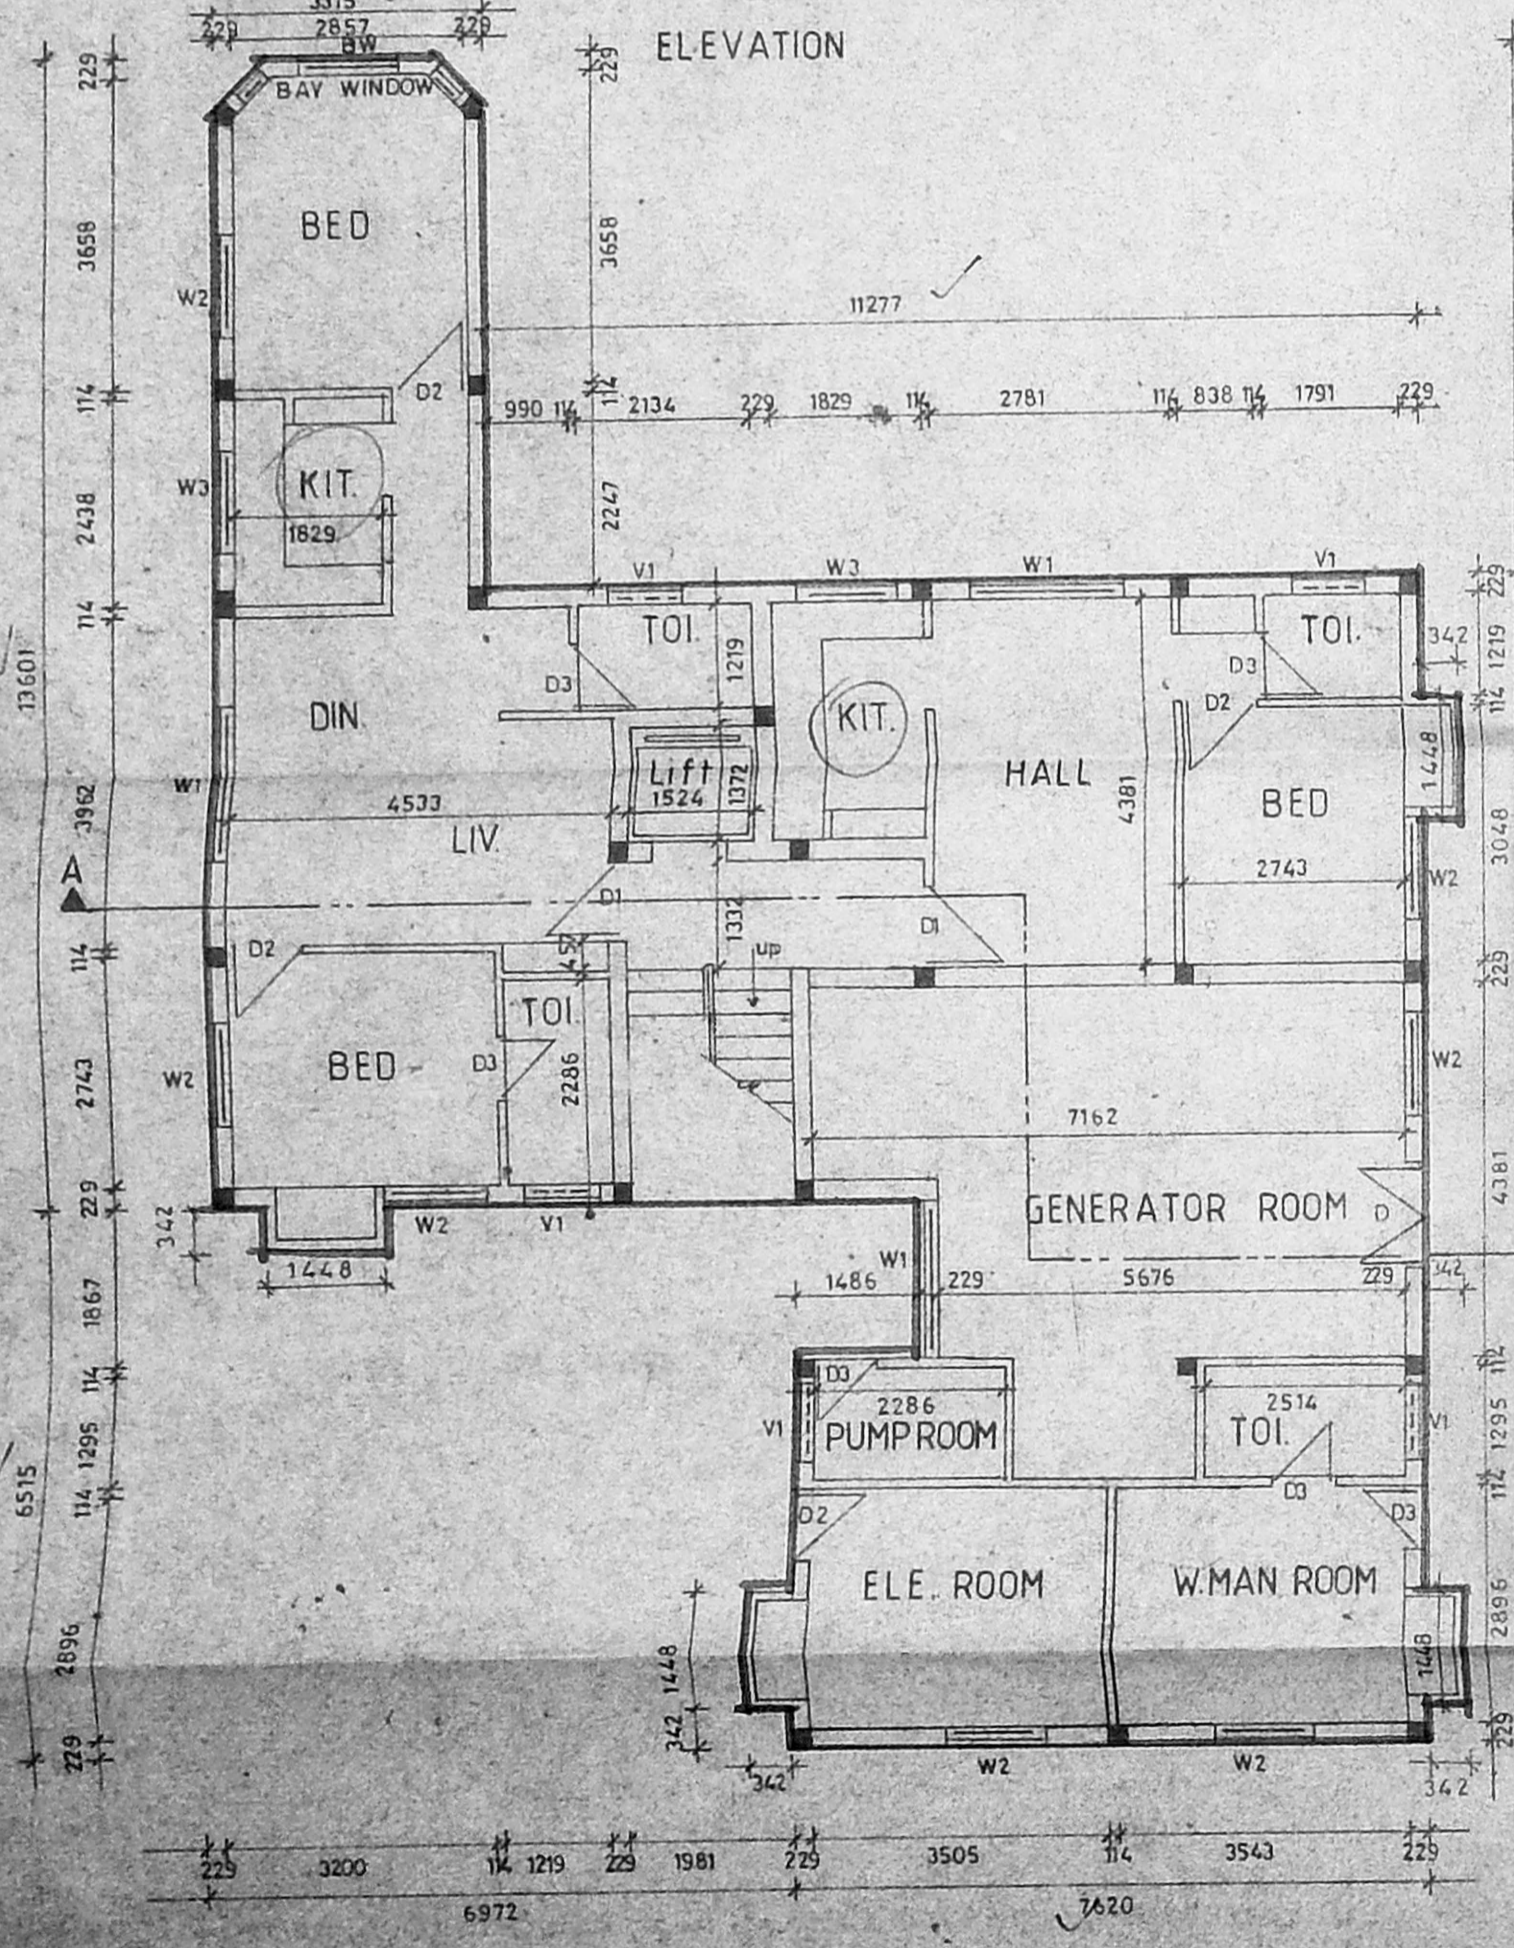 3315
229 2857 229
BW
BAY WINDOW
ELEVATION
229
229
BED
3658
3658
W2
11277
114
D2
114
990 114 2134 229 1829 114 2781 114 838 114 1791 229
KIT.
W3
1829
2438
2247
V1 W3 W1 V1
229
114
TOI.
TOI.
1219
342
1219
13601
D3
D3
D2
114
DIN.
KIT.
Lift
1524
1372
HALL
1448
BED
W1
3962
4533
4381
LIV.
3048
A
2743
W2
D1
1332
D1
D2
457
up
114
229
TOI.
BED
D3
W2
2743
2286
W2
7162
4381
GENERATOR ROOM D
229
342
W2 V1
W1
1448
1486 229 5676 229 342
1867
114
D3
114
2286
2514
V1
PUMP ROOM
TOI.
V1
1295
1295
6515
114
D3
114
D2
D3
ELE. ROOM
W.MAN ROOM
2896
2896
1448
1448
342
229
229
W2 W2
342
342
229 3200 114 1219 229 1981 229 3505 114 3543 229
6972 7620